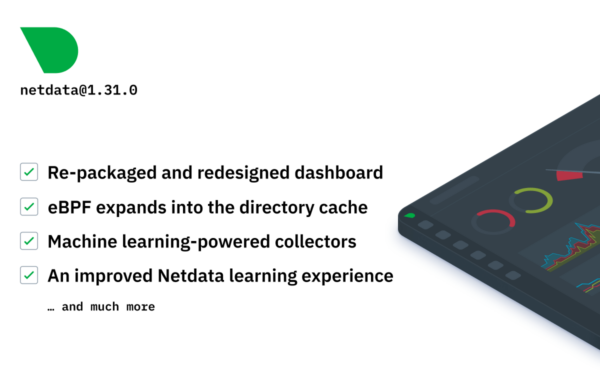 netdata@1.31.0
Re-packaged and redesigned dashboard
eBPF expands into the directory cache
Machine learning-powered collectors
An improved Netdata learning experience
… and much more